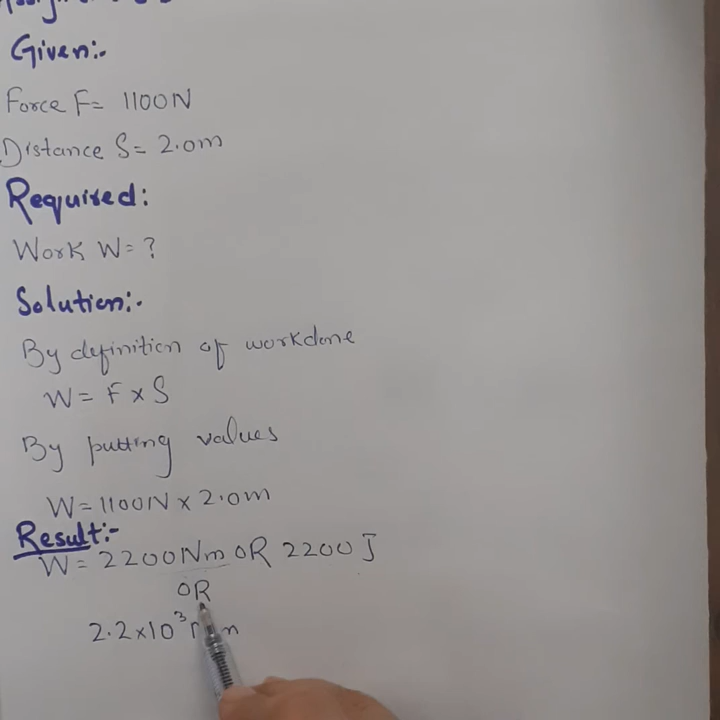 Given:-
Force F= 1100N
Distance S= 2.0m
Required:
Work W=?
Solution:-
By definition of workdone
W= F x S
By putting values
W=1100N x 2.0m
Result:-
W= 2200Nm OR 2200J
OR
2.2x10³